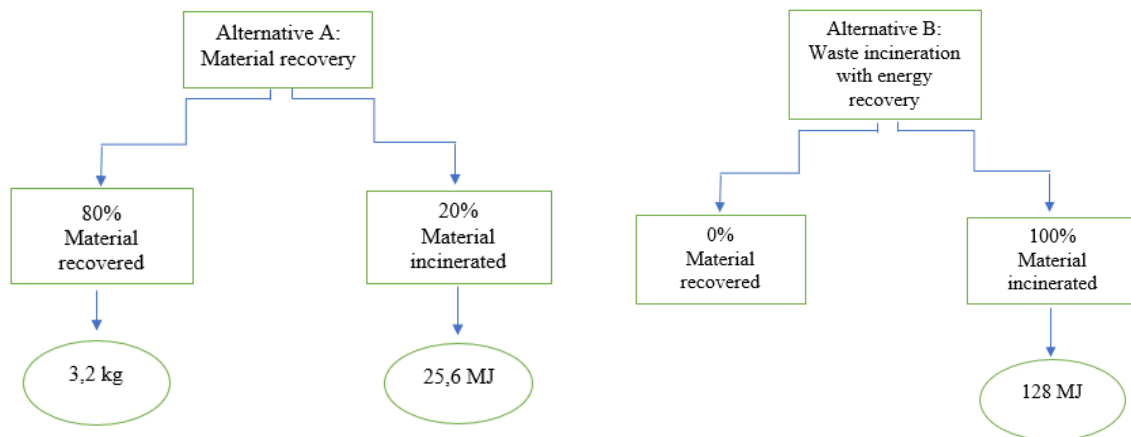 Alternative A:
Material recovery
80%
Material
recovered
20%
Material
incinerated
3,2 kg
25,6 MJ
Alternative B:
Waste incineration
with energy
recovery
0%
Material
recovered
100%
Material
incinerated
128 MJ